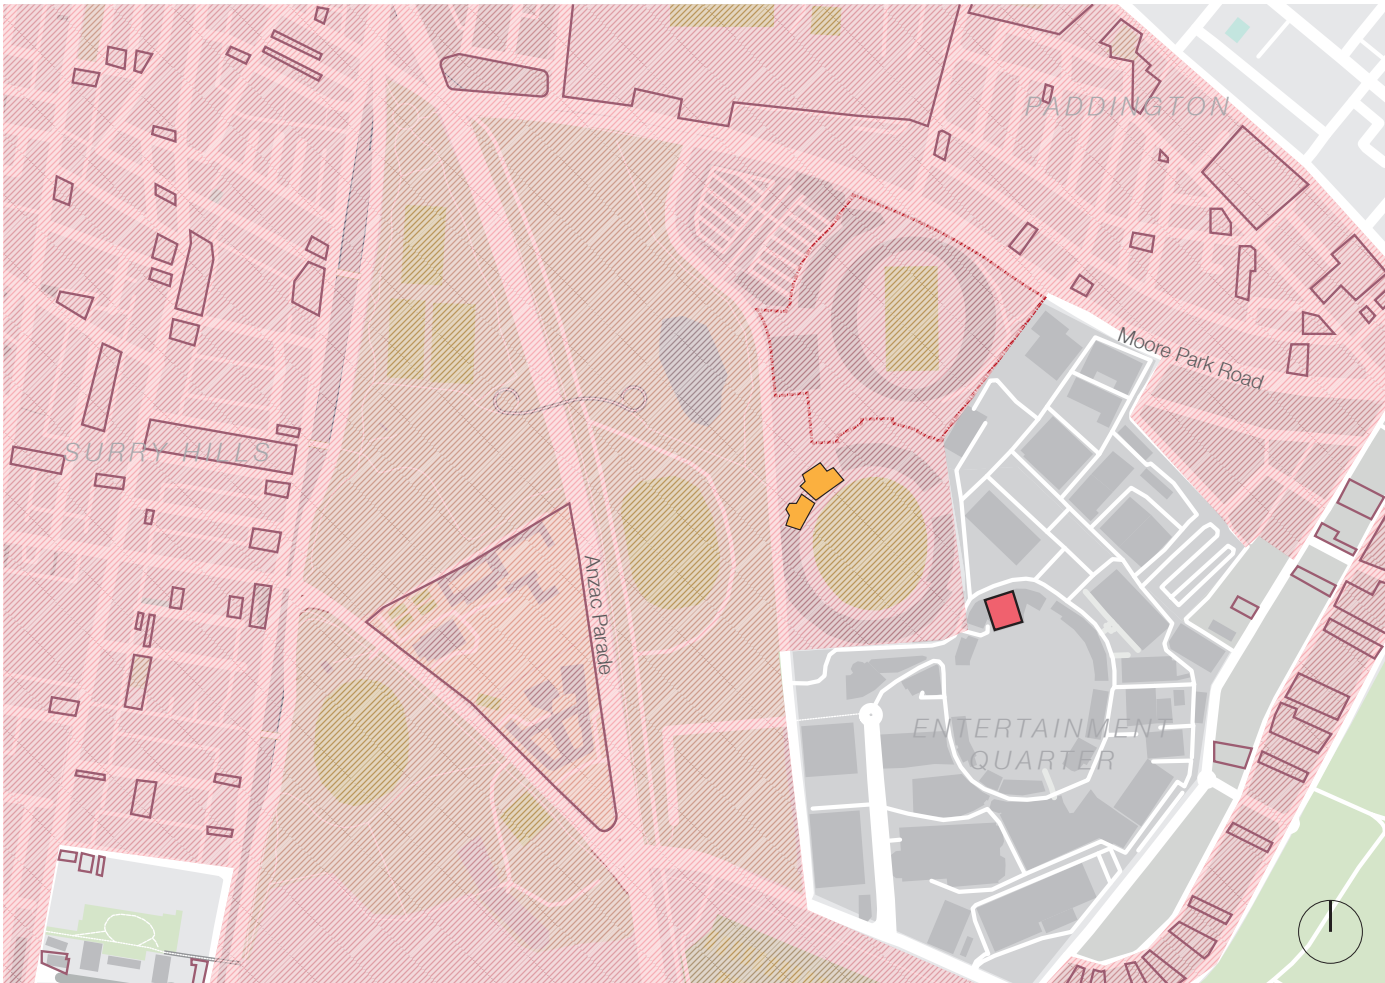 PADDINGTON
Moore Park Road
SURRY HILLS
Anzac Parade
ENTERTAINMENT
QUARTER